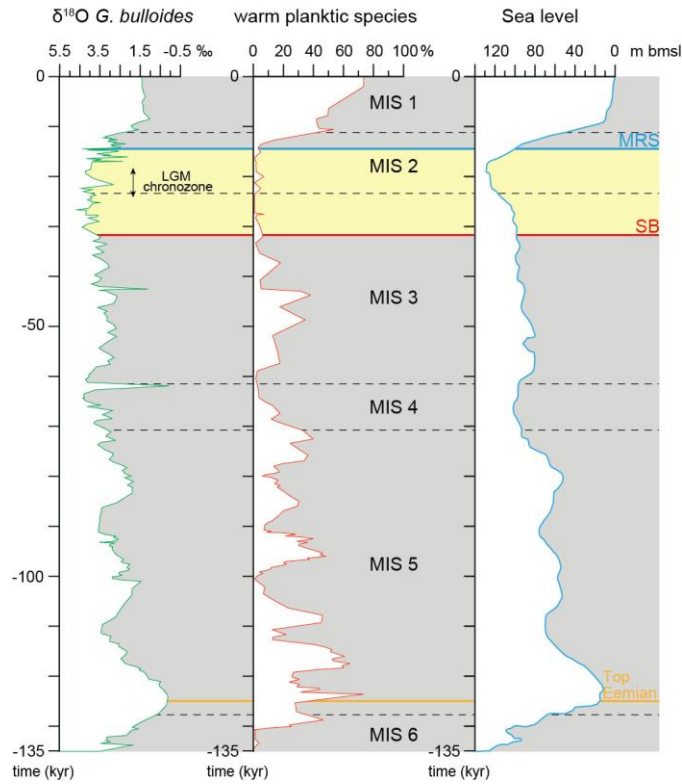 δ18O G. bulloides
warm planktic species
Sea level
5.5 3.5 1.5 -0.5 ‰
0 20 40 60 80 100%
120 80 40 0 m bmsl
0 0 0
MIS 1
MRS
MIS 2
LGM
chronozone
SB
MIS 3
-50
MIS 4
MIS 5
-100
Top
Eemian
MIS 6
-135 -135 -135
time (kyr) time (kyr) time (kyr)